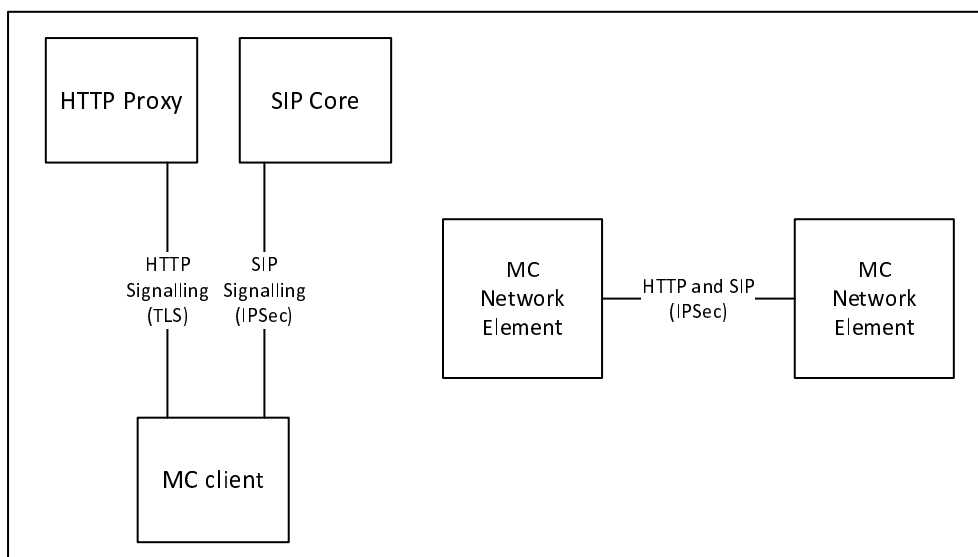 HTTP Proxy
SIP Core
HTTP
Signalling
(TLS)
SIP
Signalling
(IPSec)
MC client
MC
Network
Element
HTTP and SIP
(IPSec)
MC
Network
Element